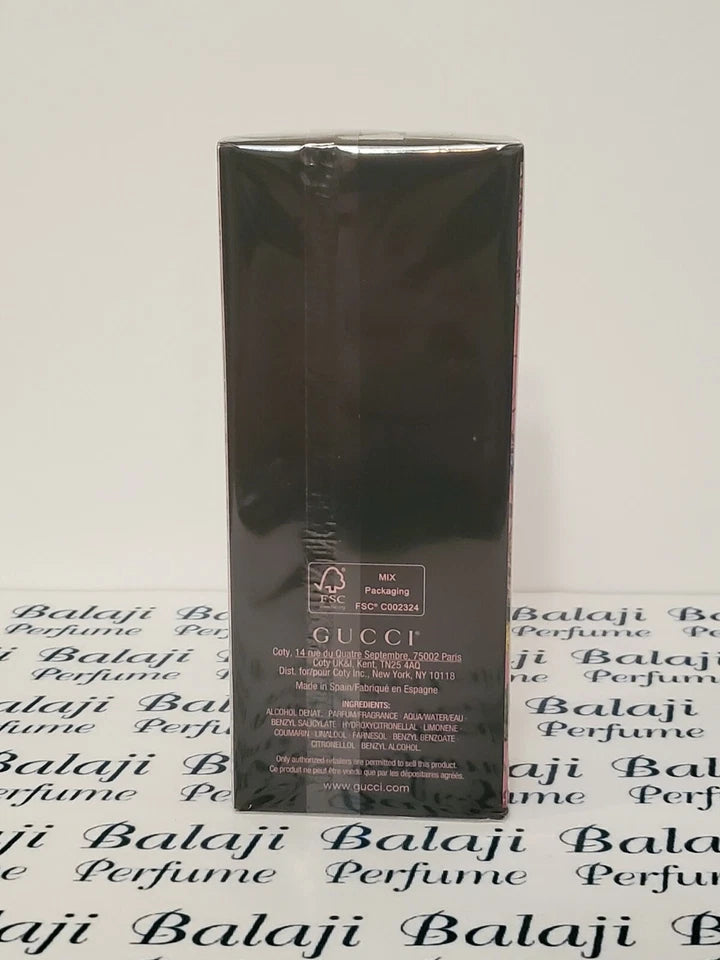 FSC
MIX
Packaging
FSC® C002324
GUCCI
Coty, 14 rue du Quatre Septembre, 75002 Paris
Coty UK&I, Kent, TN25 4AQ
Dist. for/pour Coty Inc., New York, NY 10118
Made in Spain/Fabriqué en Espagne
INGREDIENTS:
ALCOHOL DENAT. · PARFUM/FRAGRANCE · AQUA/WATER/EAU ·
BENZYL SALICYLATE · HYDROXYCITRONELLAL · LIMONENE ·
COUMARIN · LINALOOL · FARNESOL · BENZYL BENZOATE ·
CITRONELLOL · BENZYL ALCOHOL.
Only authorized retailers are permitted to sell this product.
Ce produit ne peut être vendu que par les dépositaires agréés.
www.gucci.com
Balaji Balaji
Perfume Perfume
Balaji
Perfume
Balaji
Perfume
Balaji Balaji Balaji
Perfume Perfume
Balaji Balaji